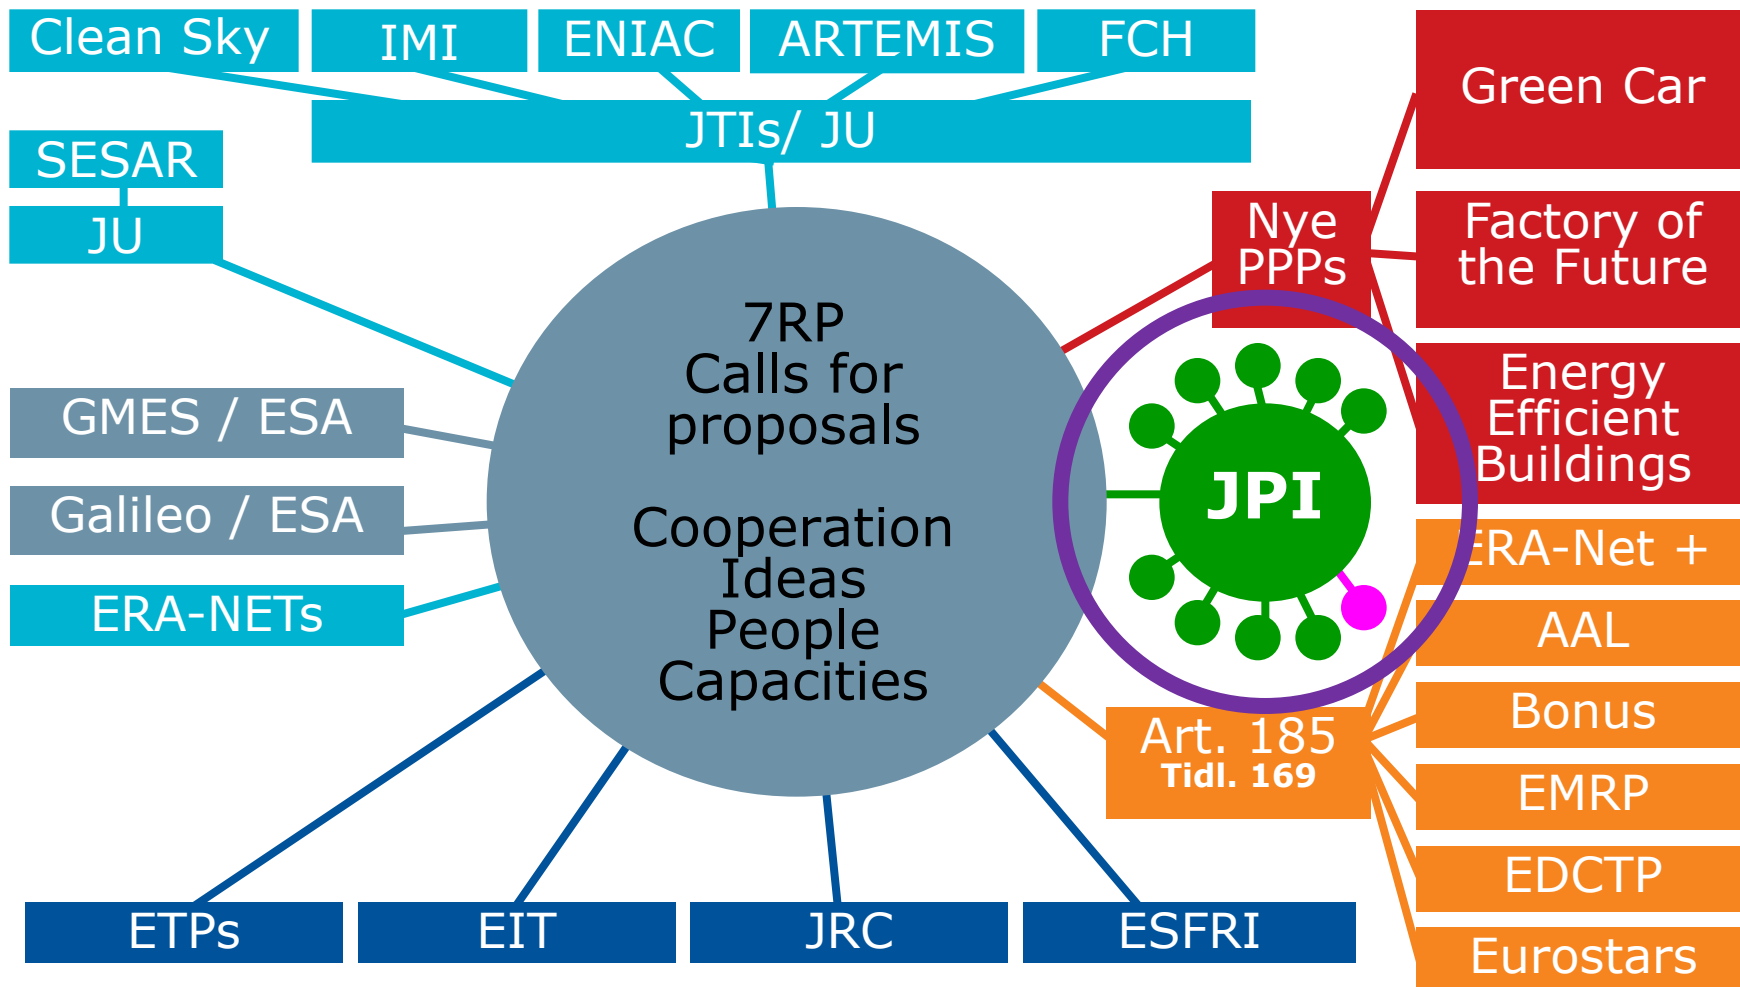 Clean Sky
IMI
ENIAC
ARTEMIS
FCH
JTIs/ JU
SESAR
JU
GMES / ESA
Galileo / ESA
ERA-NETs
7RP
Calls for
proposals
Cooperation
Ideas
People
Capacities
Nye
PPPs
Green Car
Factory of
the Future
Energy
Efficient
Buildings
JPI
ERA-Net +
AAL
Bonus
EMRP
EDCTP
Eurostars
Art. 185
Tidl. 169
ETPs
EIT
JRC
ESFRI